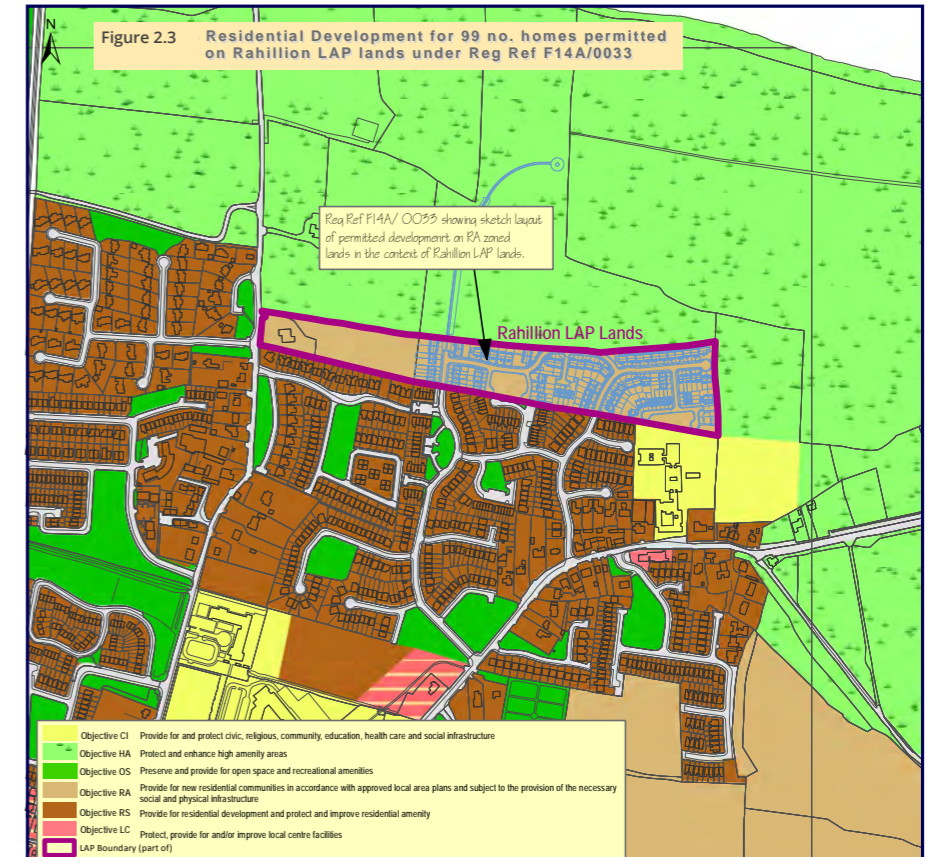 N
Figure 2.3 Residential Development for 99 no. homes permitted
on Rahillion LAP lands under Reg Ref F14A/0033
Reg Ref F14A/ 0033 showing sketch layout
of permitted development on RA zoned
lands in the context of Rahillion LAP lands.
Rahillion LAP Lands
Objective CI Provide for and protect civic, religious, community, education, health care and social infrastructure
Objective HA Protect and enhance high amenity areas
Objective OS Preserve and provide for open space and recreational amenities
Objective RA Provide for new residential communities in accordance with approved local area plans and subject to the provision of the necessary
social and physical infrastructure
Objective RS Provide for residential development and protect and improve residential amenity
Objective LC Protect, provide for and/or improve local centre facilities
LAP Boundary (part of)